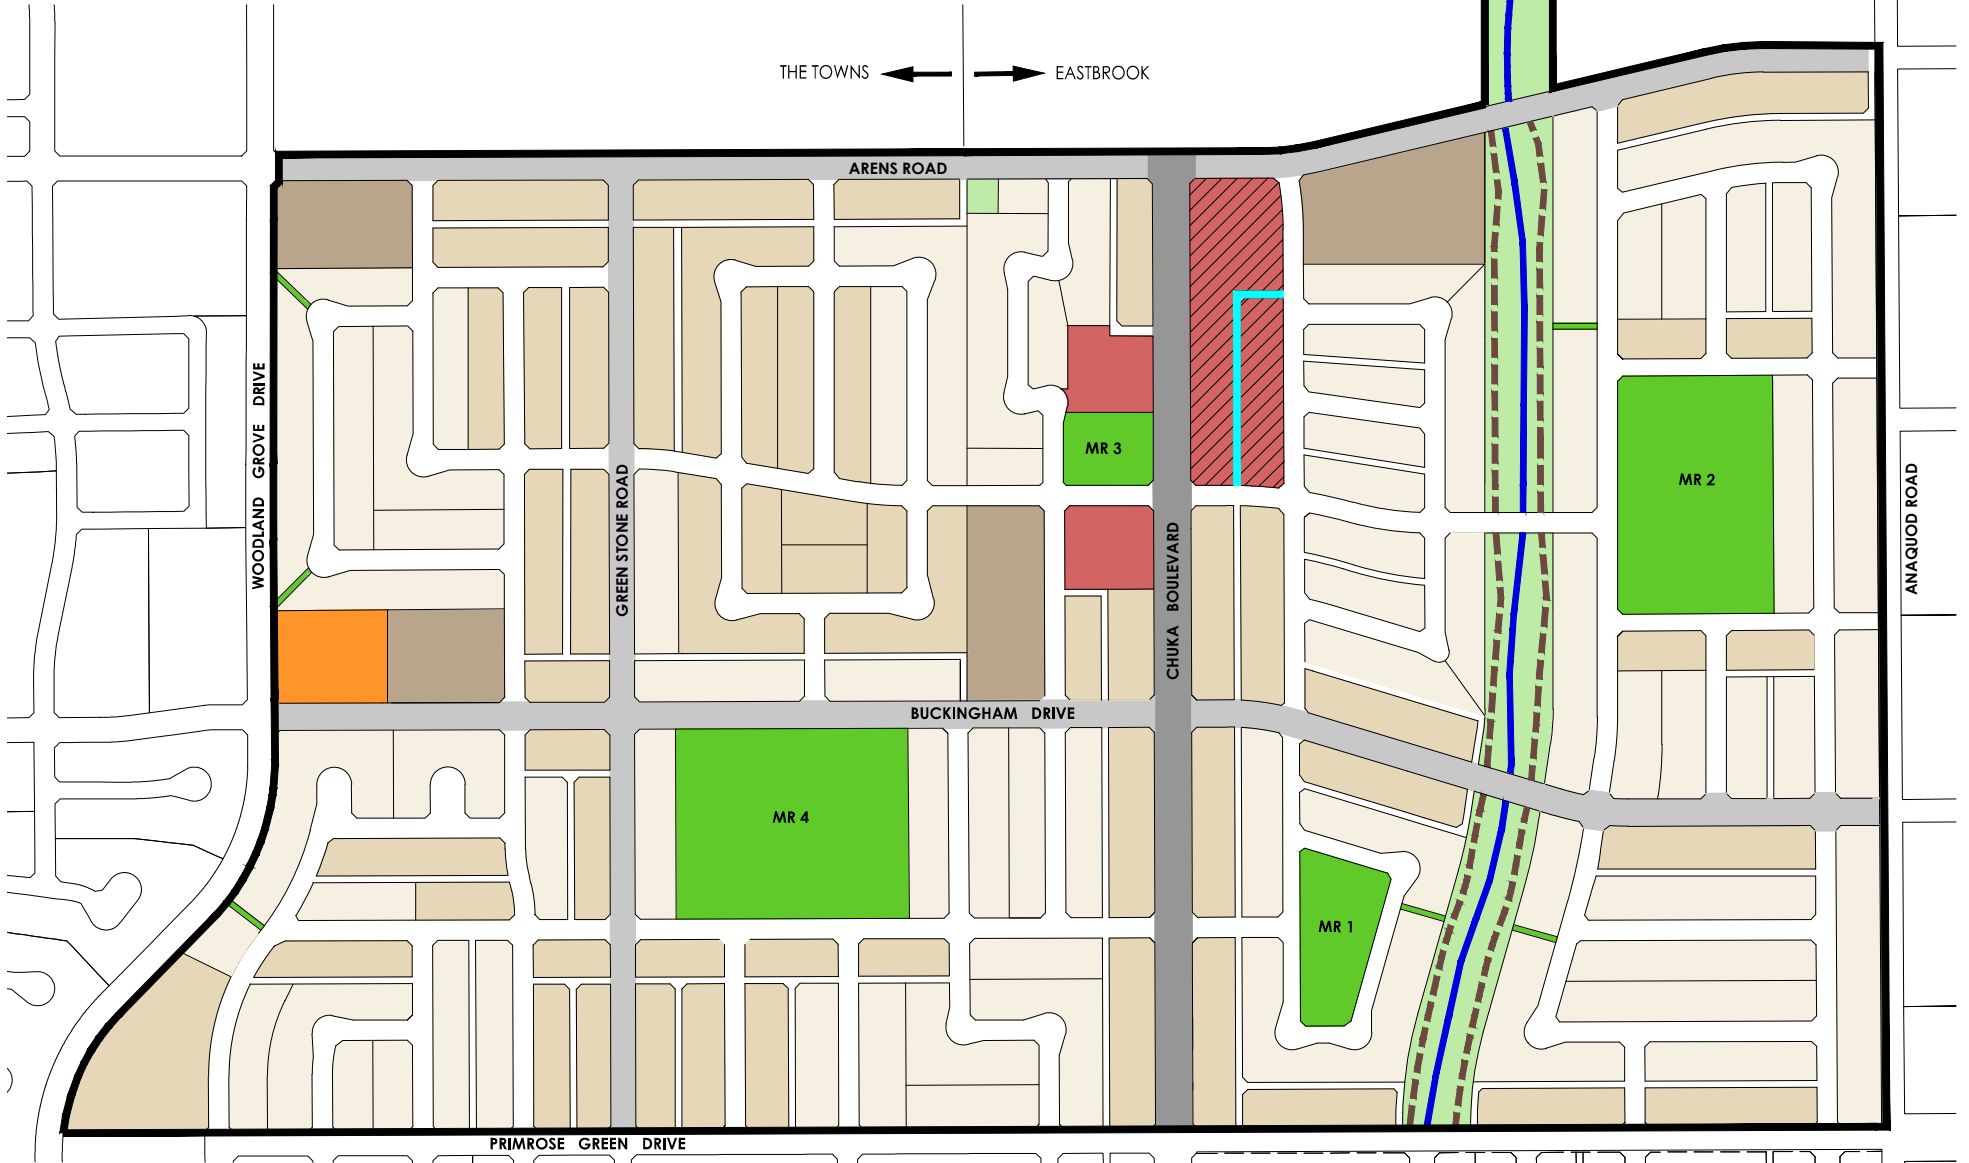 THE TOWNS
EASTBROOK
ARENS ROAD
WOODLAND GROVE DRIVE
GREEN STONE ROAD
MR 3
MR 2
CHUKA BOULEVARD
ANAQUOD ROAD
BUCKINGHAM DRIVE
MR 4
MR 1
PRIMROSE GREEN DRIVE